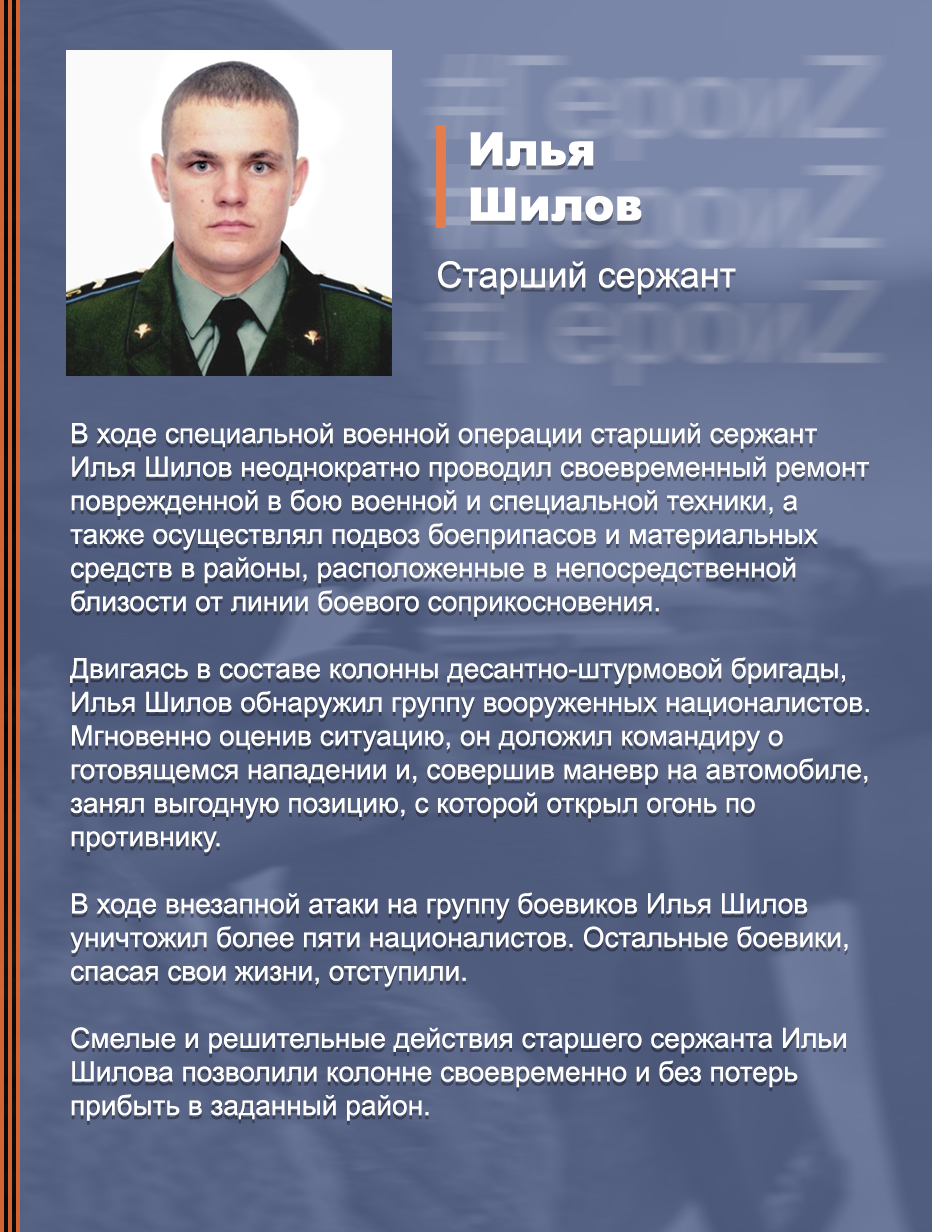 #ГероиZ
Илья
#ГероиZ
Шилов
Старший сержант
#ГероиZ
В ходе специальной военной операции старший сержант
Илья Шилов неоднократно проводил своевременный ремонт
поврежденной в бою военной и специальной техники, а
также осуществлял подвоз боеприпасов и материальных
средств в районы, расположенные в непосредственной
близости от линии боевого соприкосновения.
Двигаясь в составе колонны десантно-штурмовой бригады,
Илья Шилов обнаружил группу вооруженных националистов.
Мгновенно оценив ситуацию, он доложил командиру о
готовящемся нападении и, совершив маневр на автомобиле,
занял выгодную позицию, с которой открыл огонь по
противнику.
В ходе внезапной атаки на группу боевиков Илья Шилов
уничтожил более пяти националистов. Остальные боевики,
спасая свои жизни, отступили.
Смелые и решительные действия старшего сержанта Ильи
Шилова позволили колонне своевременно и без потерь
прибыть в заданный район.